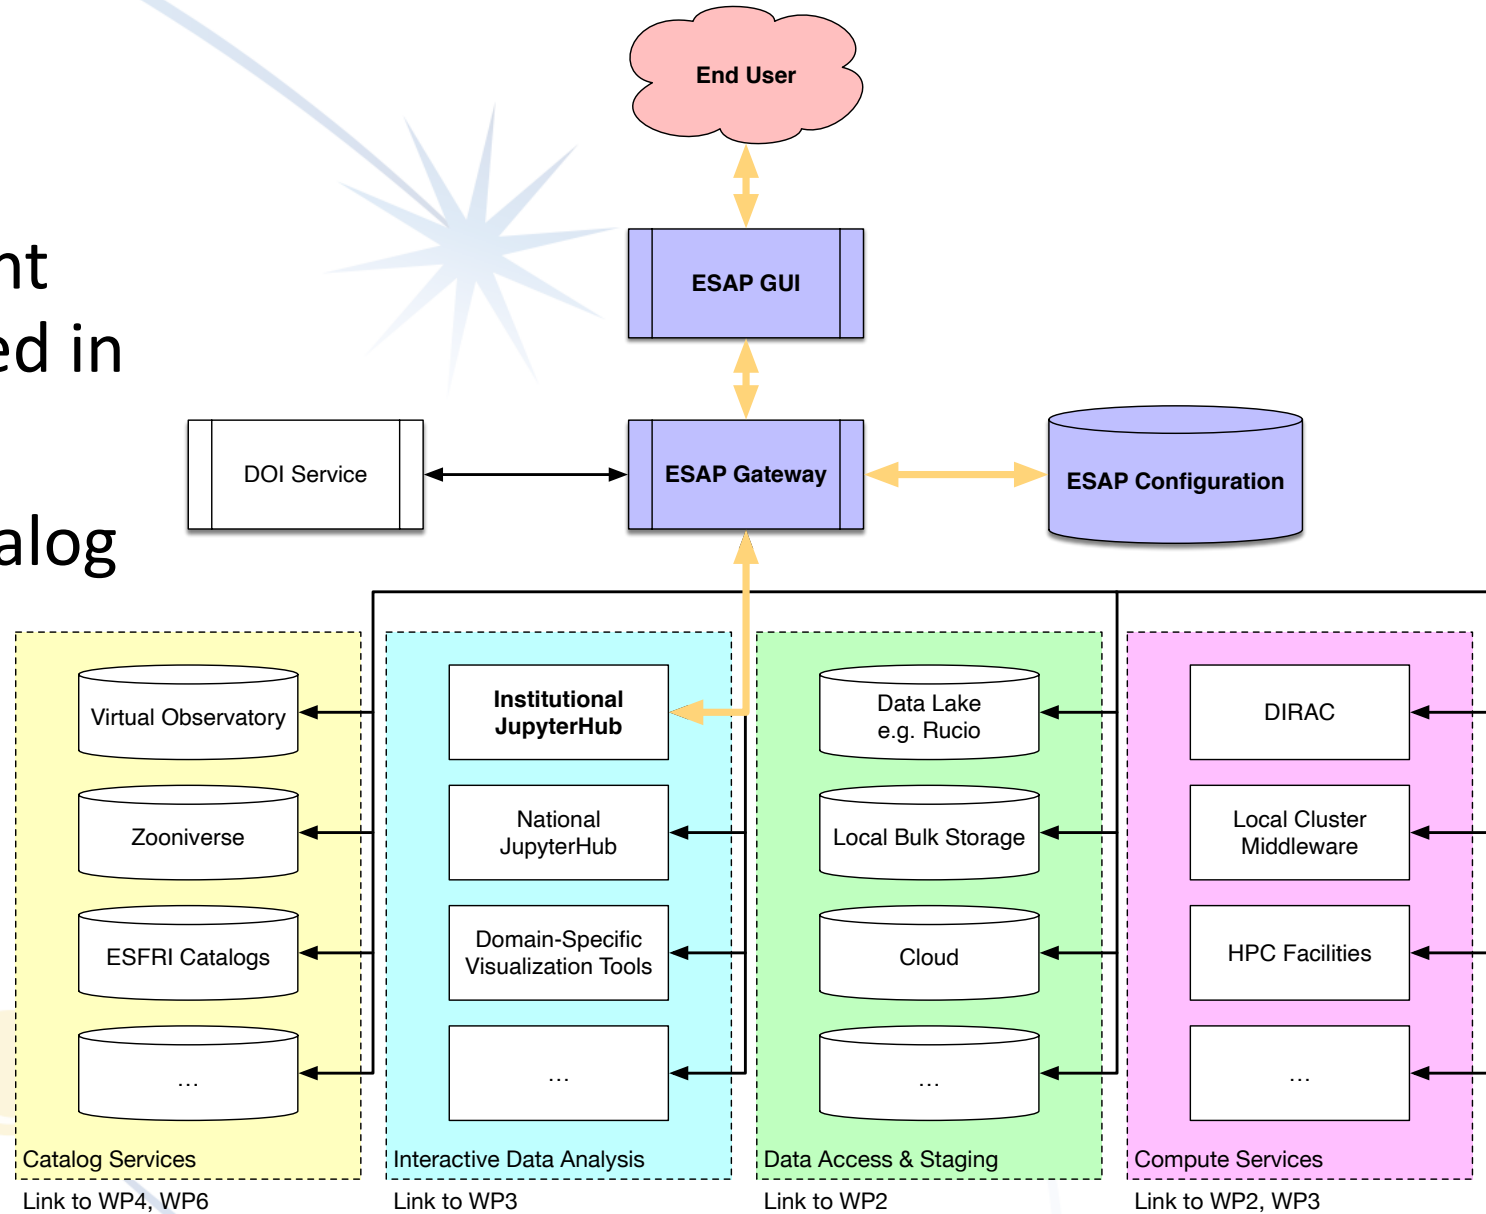 End User
ESAP GUI
nt
ed in
alog
DOI Service
ESAP Gateway
ESAP Configuration
Virtual Observatory
Zooniverse
ESFRI Catalogs
...
Catalog Services
Link to WP4, WP6
Institutional
JupyterHub
National
JupyterHub
Domain-Specific
Visualization Tools
...
Interactive Data Analysis
Link to WP3
Data Lake
e.g. Rucio
Local Bulk Storage
Cloud
...
Data Access & Staging
Link to WP2
DIRAC
Local Cluster
Middleware
HPC Facilities
...
Compute Services
Link to WP2, WP3